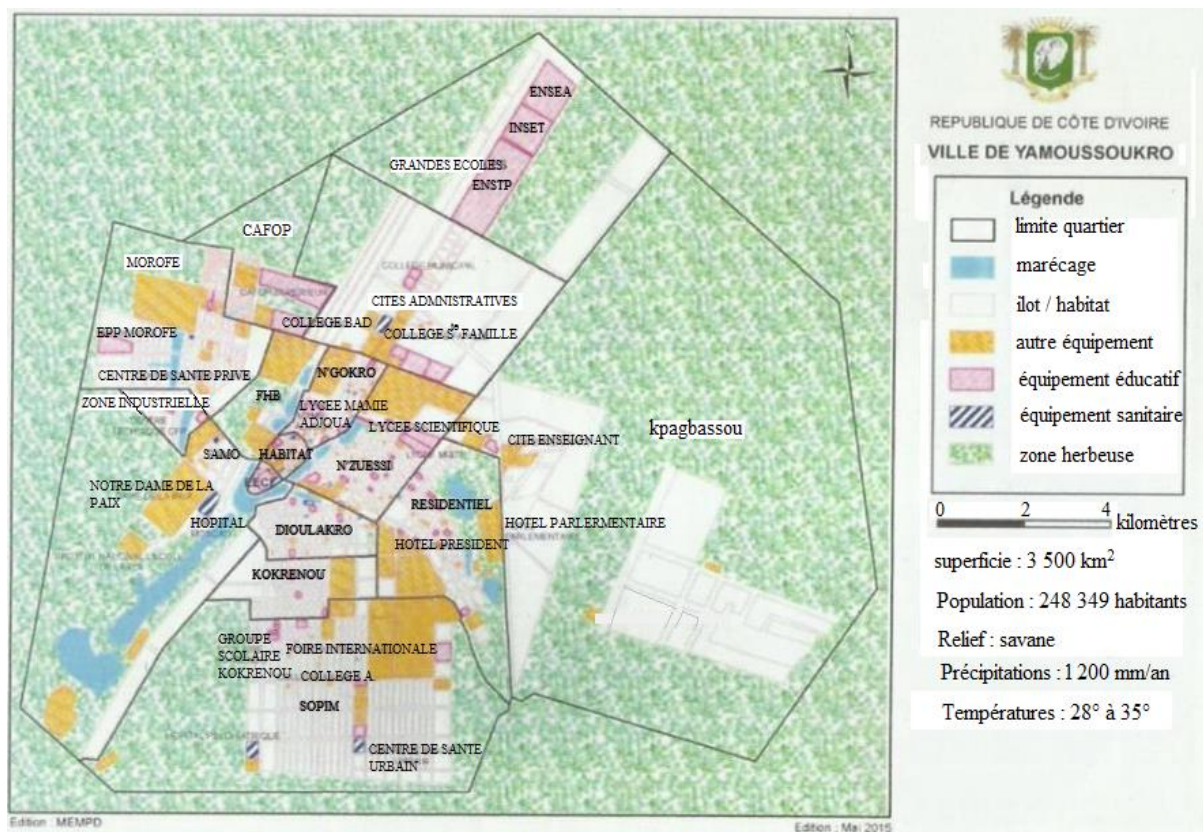 ENSEA
INSET
GRANDES ECOLES
ENSTP
CAFOP
MOROFE
COLLEGE MUNICIPAL
CITES ADMNISTRATIVES
COLLEGE BAD
COLLEGE Sᵗᵉ FAMILLE
EPP MOROFE
N'GOKRO
CENTRE DE SANTE PRIVE
FHB
ZONE INDUSTRIELLE
LYCEE MAMIE
ADJOUA
LYCEE SCIENTIFIQUE
kpagbassou
CITE ENSEIGNANT
SAMO
HABITAT
N'ZUESSI
LYCEE MIXTE
NOTRE DAME DE LA
PAIX
RESIDENTIEL
HOPITAL
DIOULAKRO
HOTEL PARLERMENTAIRE
HOTEL PRESIDENT
KOKRENOU
GROUPE
SCOLAIRE
KOKRENOU
FOIRE INTERNATIONALE
COLLEGE A.
SOPIM
CENTRE DE SANTE
URBAIN
REPUBLIQUE DE CÔTE D'IVOIRE
VILLE DE YAMOUSSOUKRO
Légende
limite quartier
marécage
ilot / habitat
autre équipement
équipement éducatif
équipement sanitaire
zone herbeuse
0 2 4
kilomètres
superficie : 3 500 km²
Population : 248 349 habitants
Relief : savane
Précipitations : 1 200 mm/an
Températures : 28° à 35°
Edition : MEMPD
Edition : Mai 2015